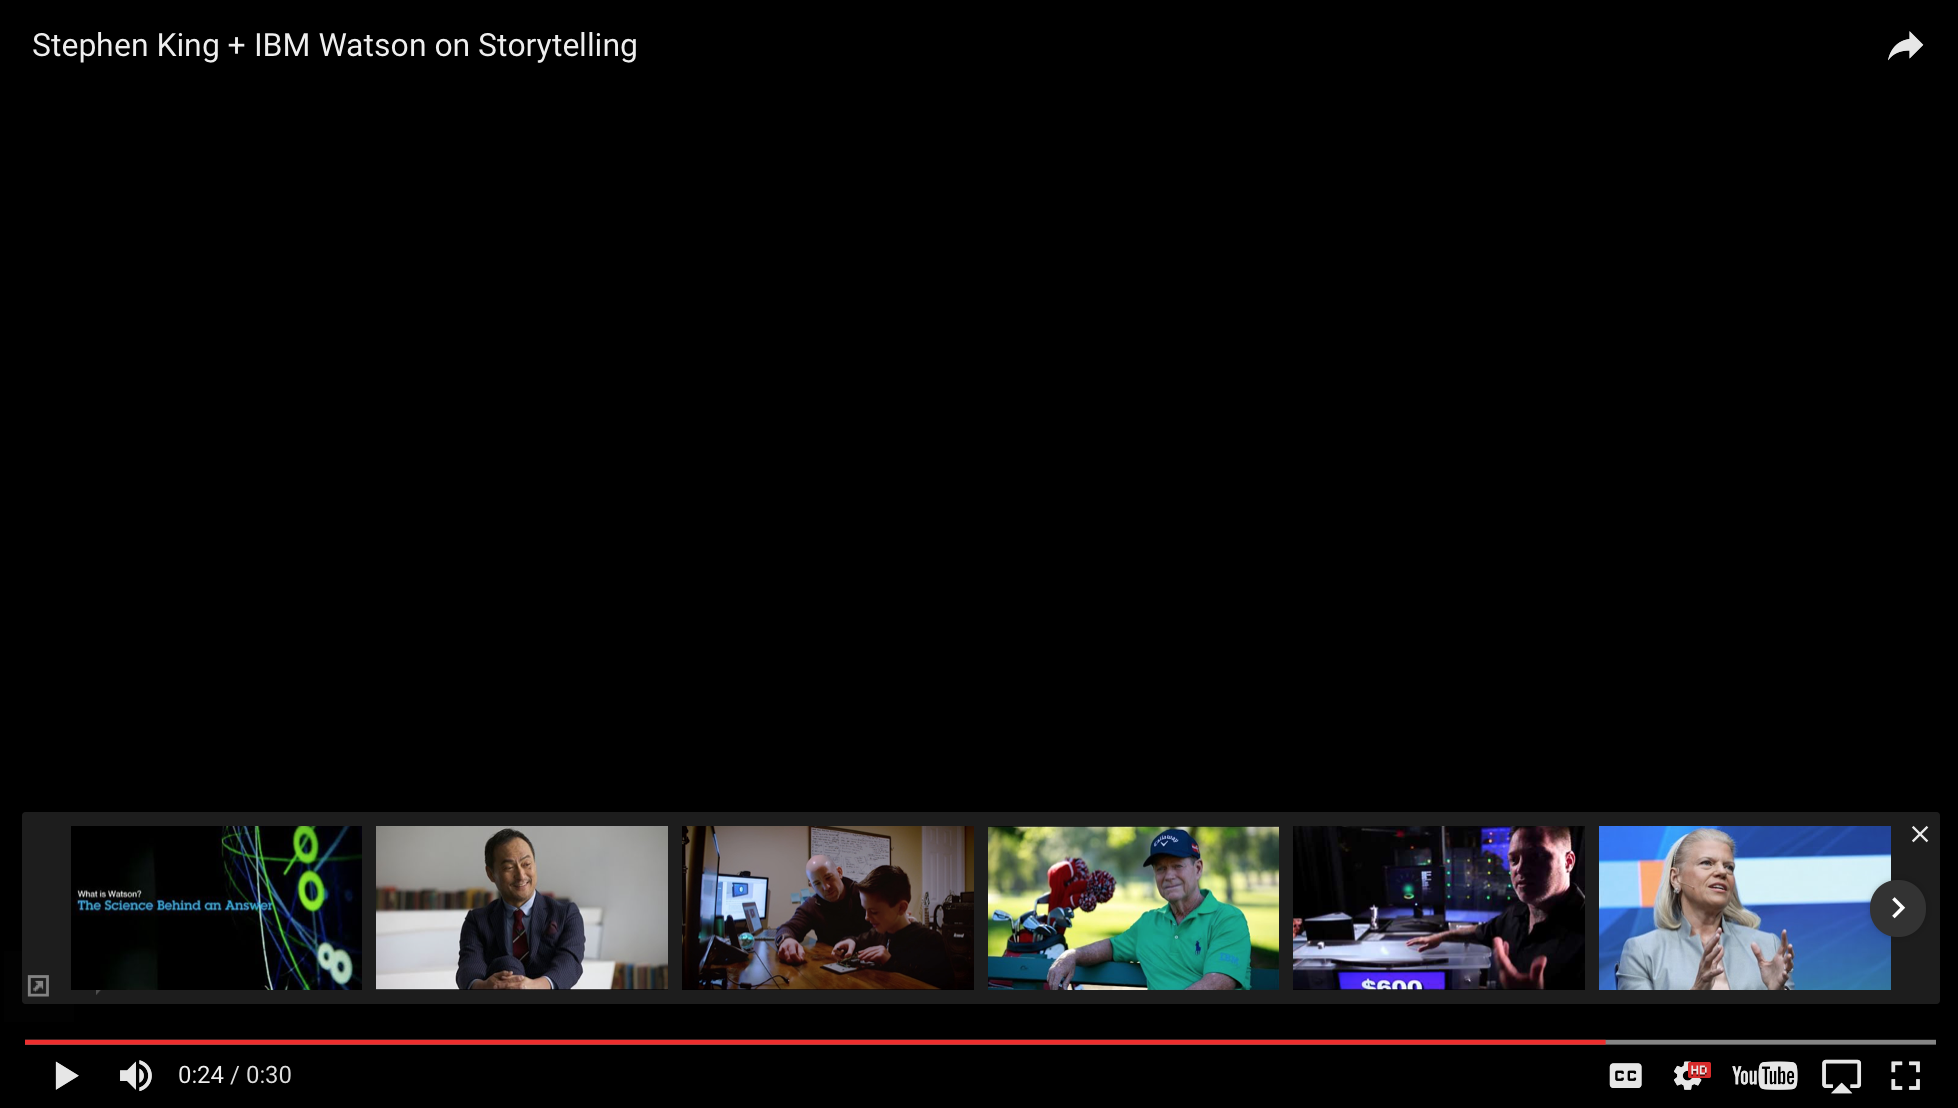 Stephen King + IBM Watson on Storytelling
What is Watson?
The Science Behind an Answer
$600
0:24 / 0:30
CC
HD
YouTube